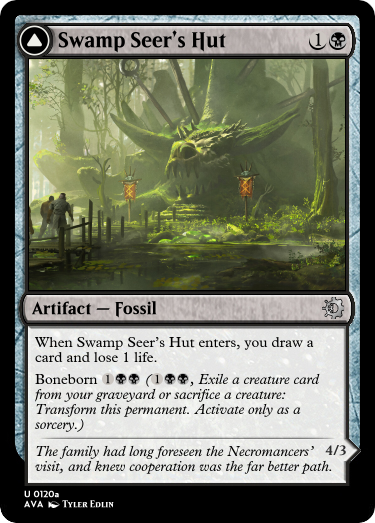 Swamp Seer's Hut 1
Artifact — Fossil
When Swamp Seer's Hut enters, you draw a
card and lose 1 life.
Boneborn 1 (1, Exile a creature card
from your graveyard or sacrifice a creature:
Transform this permanent. Activate only as a
sorcery.)
The family had long foreseen the Necromancers'
visit, and knew cooperation was the far better path.
4/3
U 0120a
AVA Tyler Edlin